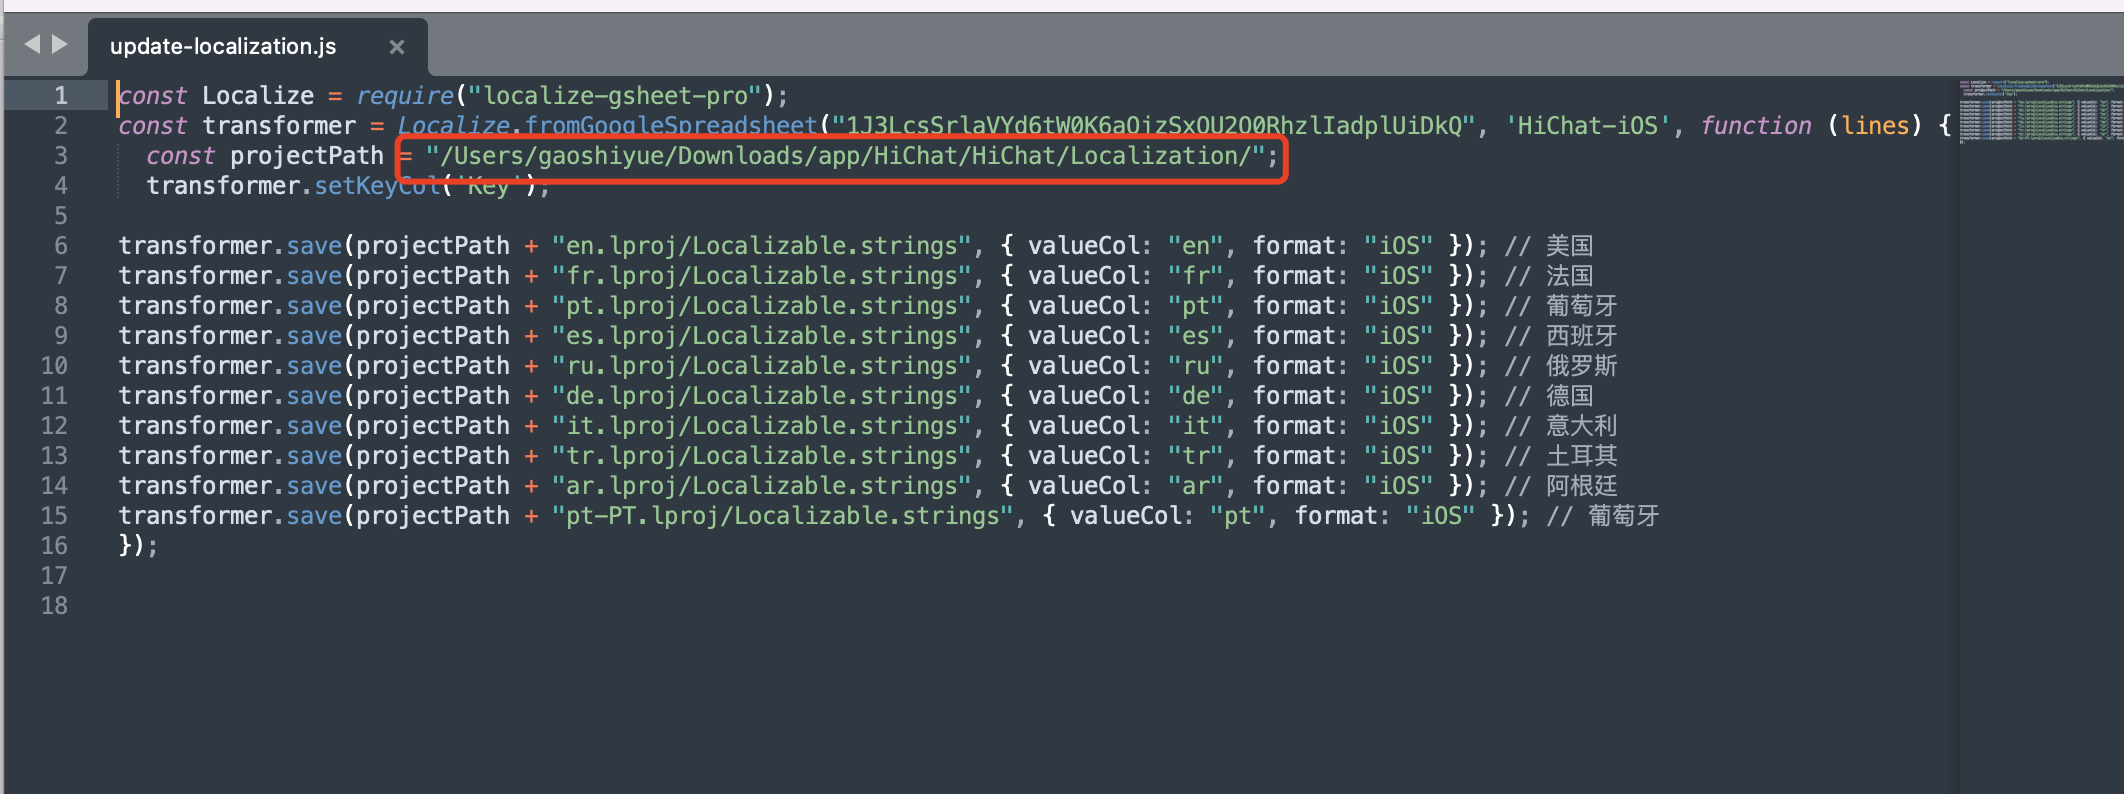 update-localization.js
1 const Localize = require("localize-gsheet-pro");
2 const transformer = Localize.fromGoogleSpreadsheet("1J3LcsSrlaVYd6tW0K6aOjzSxOU2O0RhzlIadplUiDkQ", 'HiChat-iOS', function (lines) {
3 const projectPath = "/Users/gaoshiyue/Downloads/app/HiChat/HiChat/Localization/";
4 transformer.setKeyCol('Key');
5
6 transformer.save(projectPath + "en.lproj/Localizable.strings", { valueCol: "en", format: "iOS" }); // 美国
7 transformer.save(projectPath + "fr.lproj/Localizable.strings", { valueCol: "fr", format: "iOS" }); // 法国
8 transformer.save(projectPath + "pt.lproj/Localizable.strings", { valueCol: "pt", format: "iOS" }); // 葡萄牙
9 transformer.save(projectPath + "es.lproj/Localizable.strings", { valueCol: "es", format: "iOS" }); // 西班牙
10 transformer.save(projectPath + "ru.lproj/Localizable.strings", { valueCol: "ru", format: "iOS" }); // 俄罗斯
11 transformer.save(projectPath + "de.lproj/Localizable.strings", { valueCol: "de", format: "iOS" }); // 德国
12 transformer.save(projectPath + "it.lproj/Localizable.strings", { valueCol: "it", format: "iOS" }); // 意大利
13 transformer.save(projectPath + "tr.lproj/Localizable.strings", { valueCol: "tr", format: "iOS" }); // 土耳其
14 transformer.save(projectPath + "ar.lproj/Localizable.strings", { valueCol: "ar", format: "iOS" }); // 阿根廷
15 transformer.save(projectPath + "pt-PT.lproj/Localizable.strings", { valueCol: "pt", format: "iOS" }); // 葡萄牙
16 });
17
18